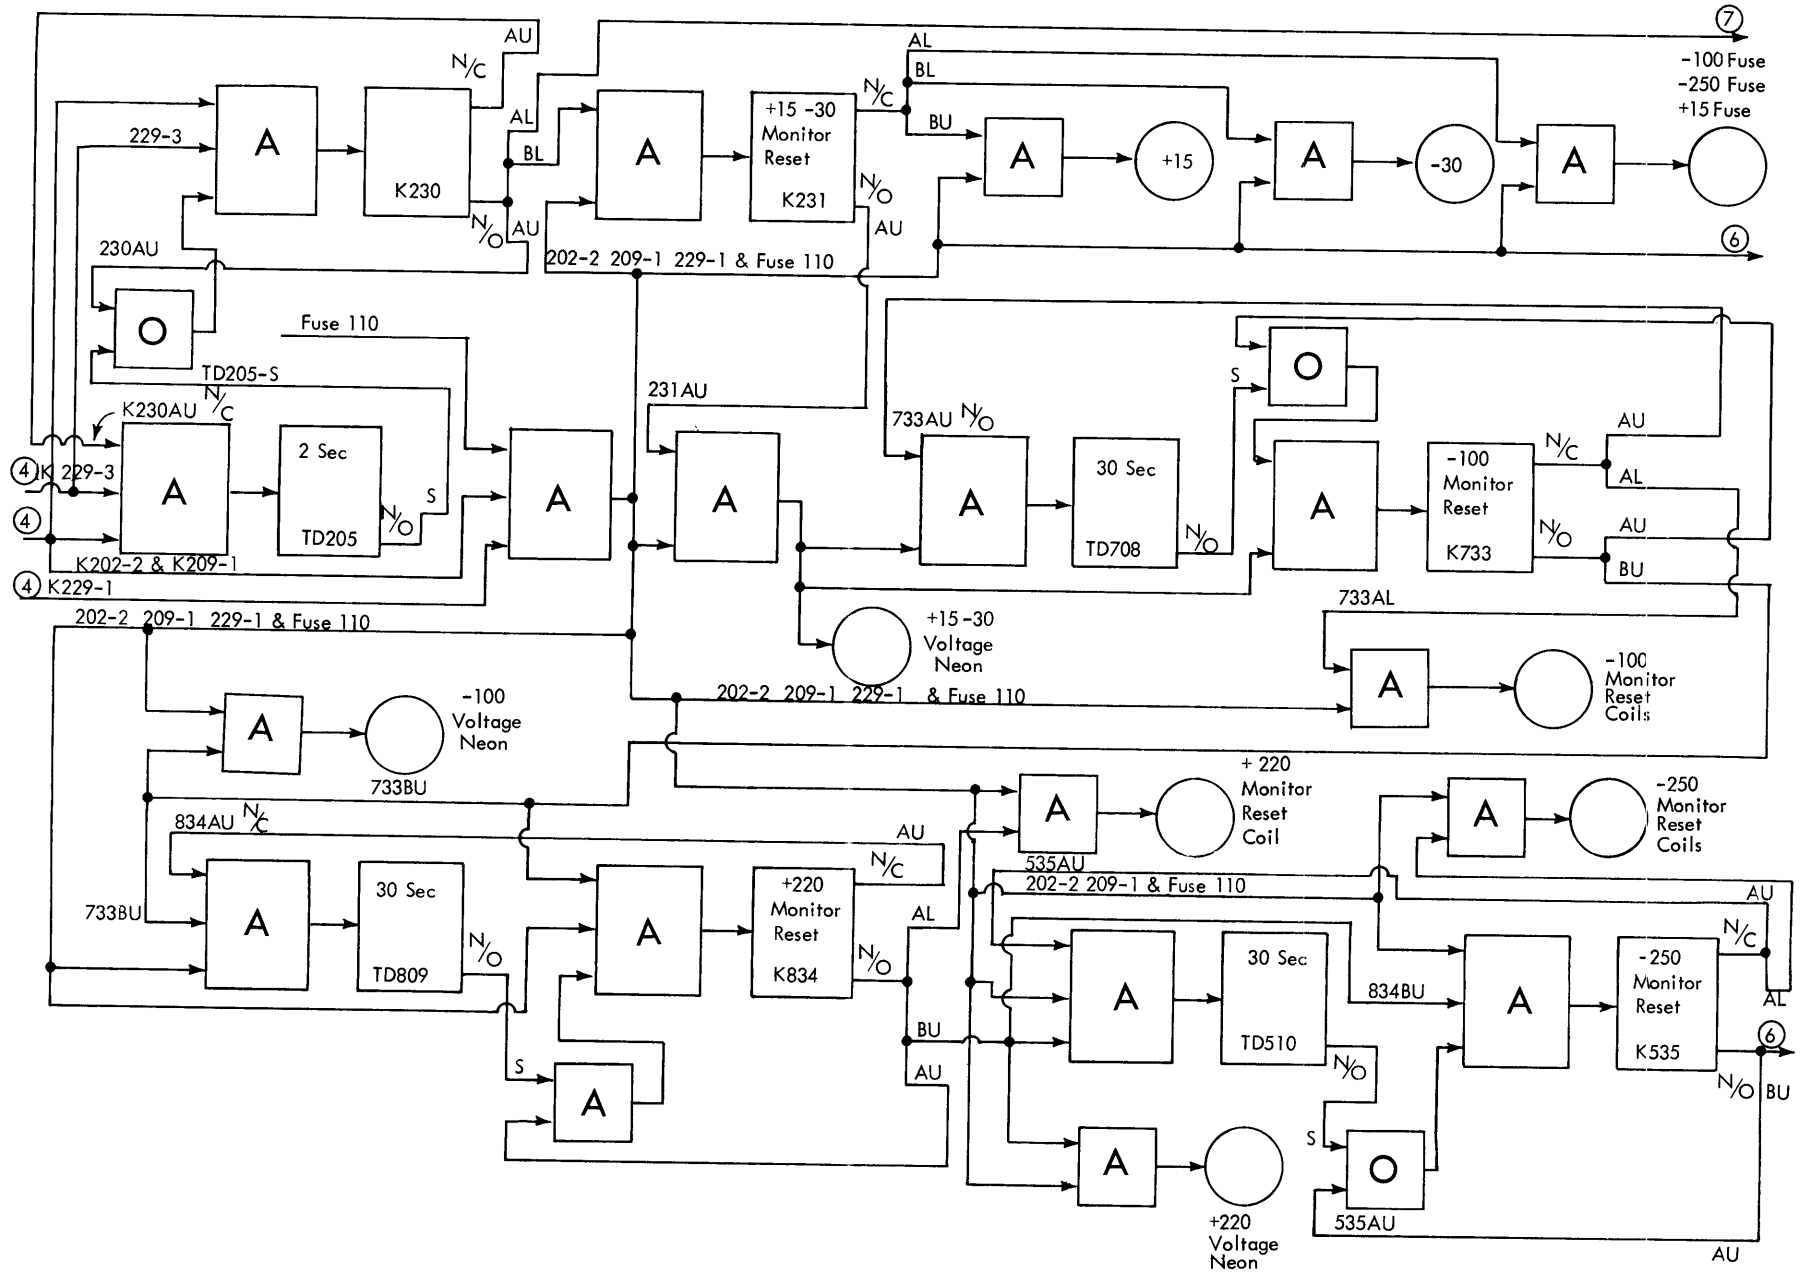 7
AU
N/C
AL
-100 Fuse
-250 Fuse
+15 Fuse
BL
N/C
AL
+15 -30
Monitor
Reset
BU
229-3
A
A
A
A
A
BL
+15
-30
K230
K231
N/O
N/O
AU
AU
6
230AU
202-2 209-1 229-1 & Fuse 110
O
Fuse 110
O
TD205-S
S
231AU
K230AU
N/C
733AU
N/O
AU
2 Sec
30 Sec
N/C
-100
Monitor
Reset
4
K 229-3
AL
A
S
A
A
A
A
4
N/O
AU
TD205
TD708
N/O
N/O
K733
K202-2 & K209-1
BU
4
K229-1
733AL
202-2 209-1 229-1 & Fuse 110
+15 -30
Voltage
Neon
A
-100
Monitor
Reset
Coils
-100
Voltage
Neon
202-2 209-1 229-1 & Fuse 110
A
733BU
+ 220
Monitor
Reset
Coil
-250
Monitor
Reset
Coils
A
A
834AU
N/C
AU
N/C
535AU
30 Sec
+220
Monitor
Reset
202-2 209-1 & Fuse 110
AU
733BU
A
A
AL
N/C
N/O
N/O
30 Sec
-250
Monitor
Reset
TD809
K834
A
834BU
A
AL
BU
TD510
K535
6
S
AU
N/O
N/O
BU
A
A
S
O
+220
Voltage
Neon
535AU
AU